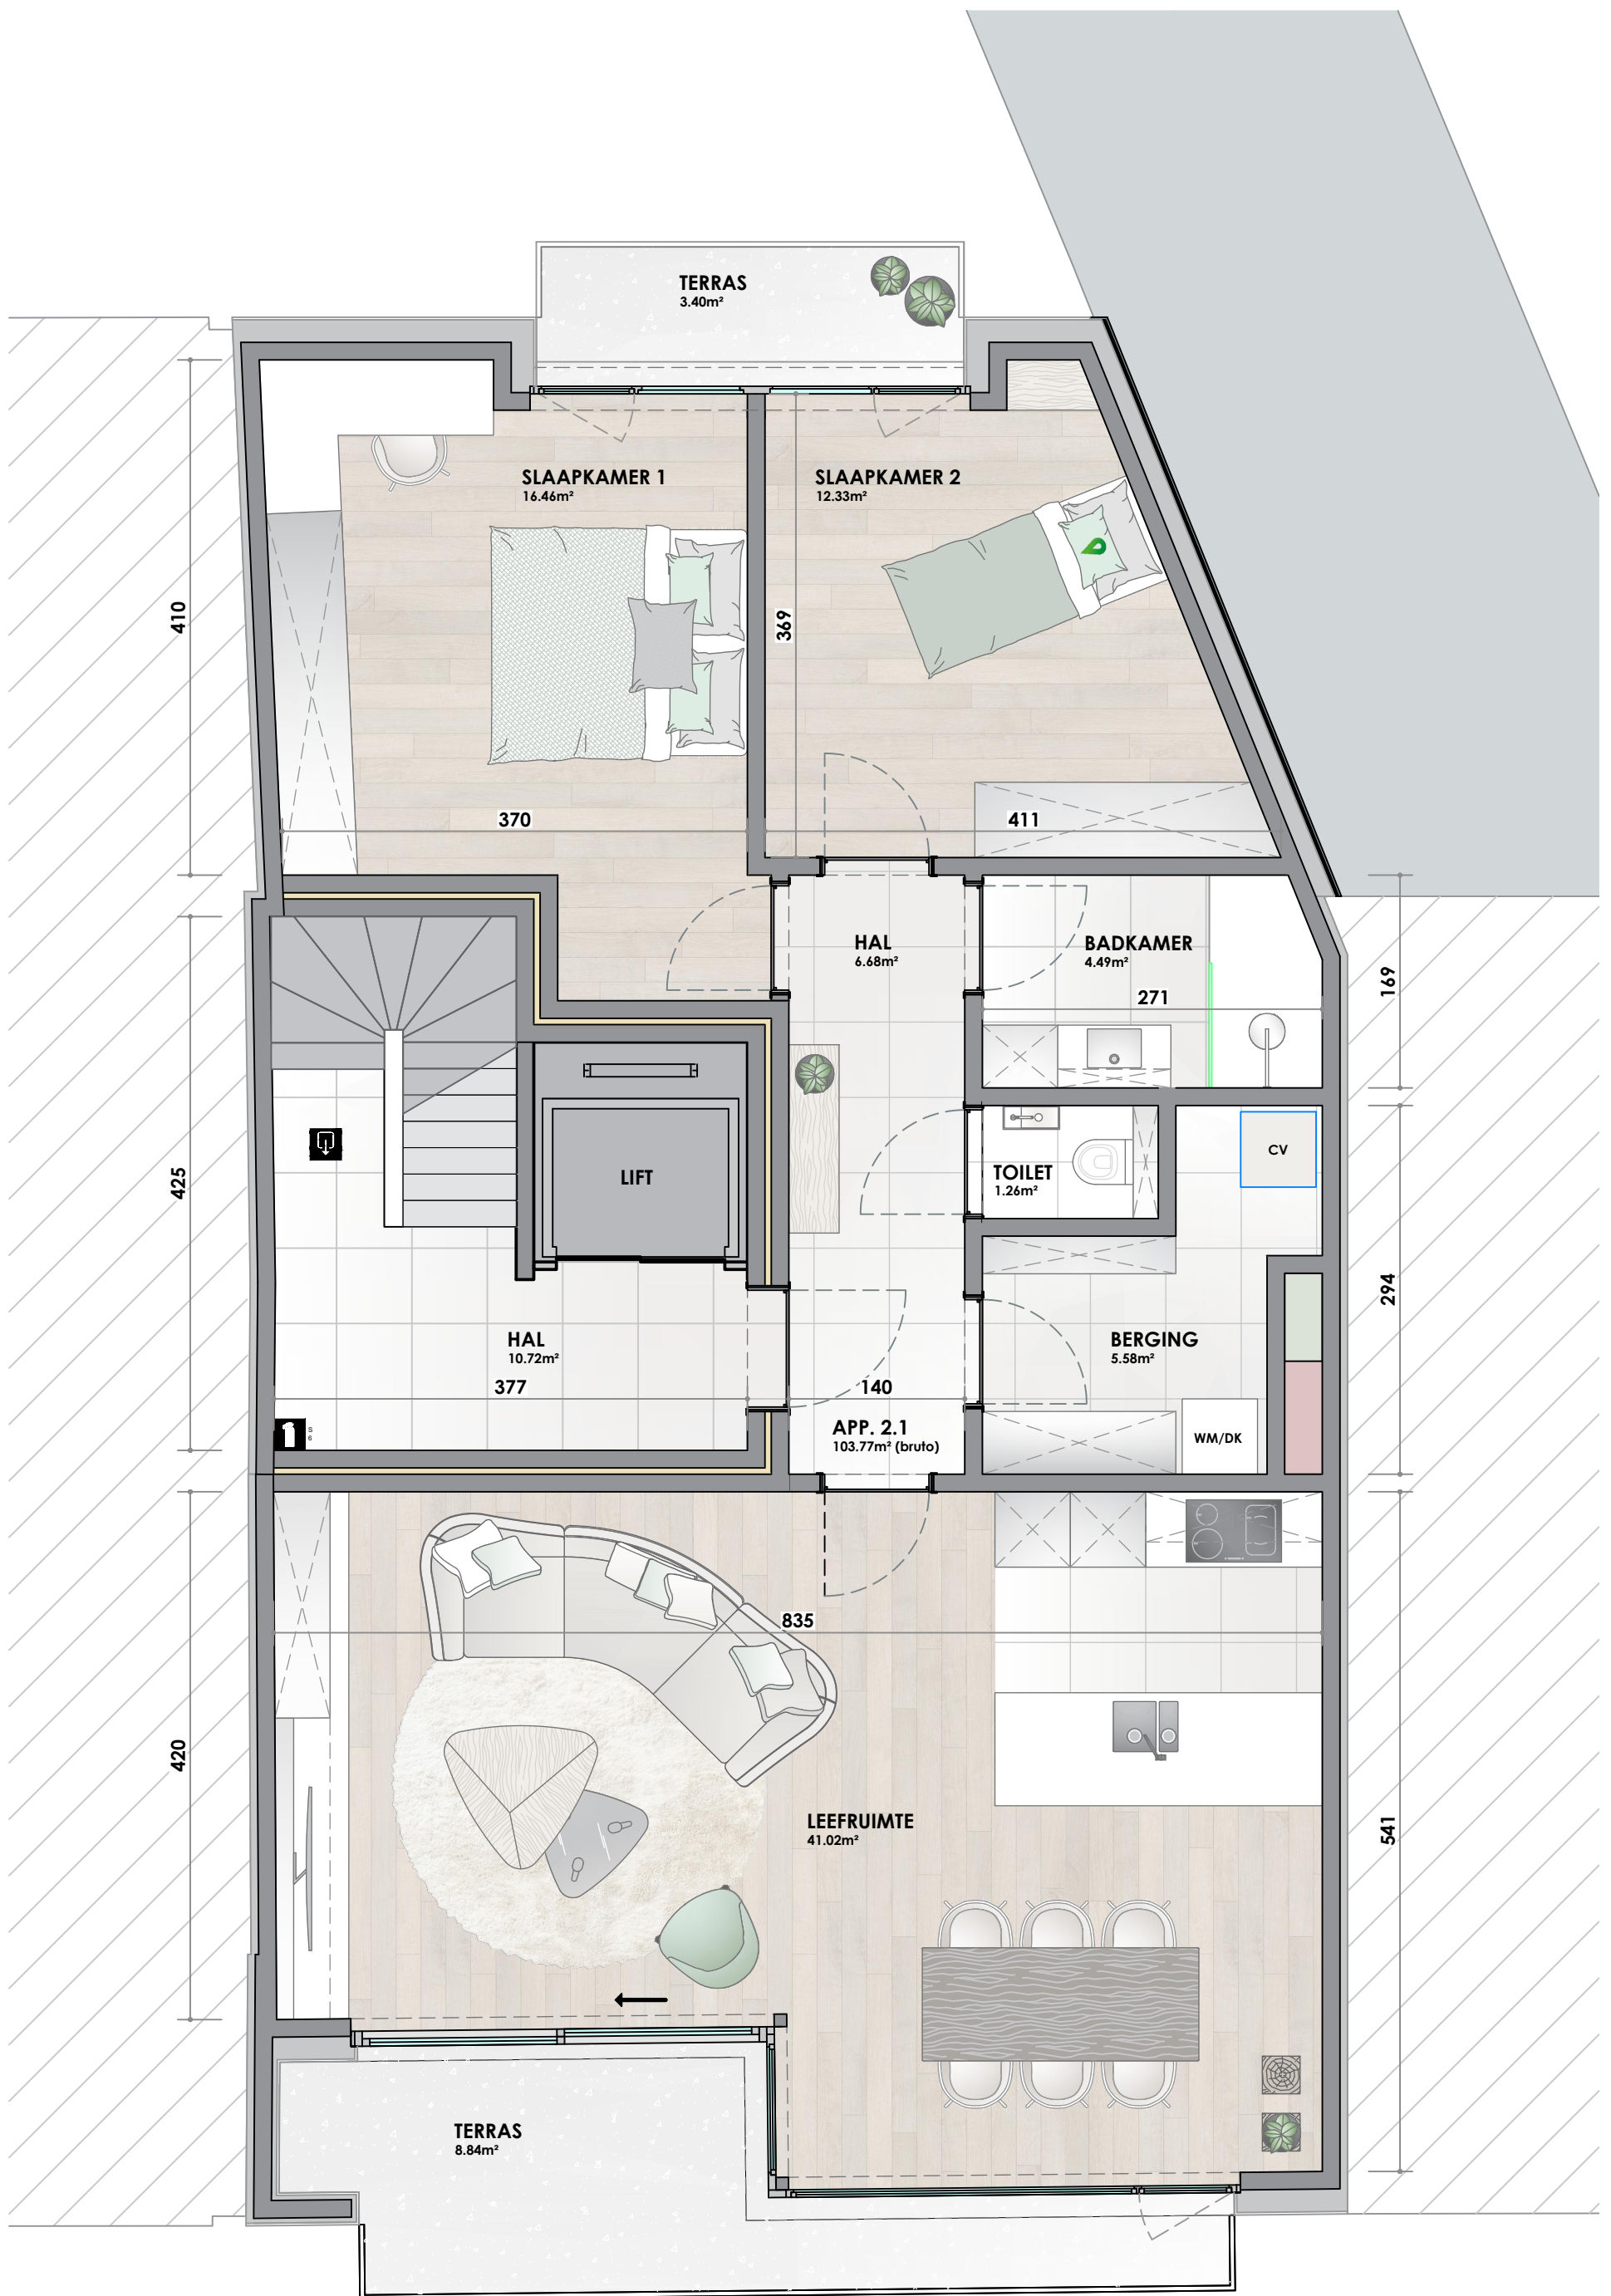 TERRAS
3.40m²
SLAAPKAMER 1
16.46m²
SLAAPKAMER 2
12.33m²
410
369
370
411
HAL
6.68m²
BADKAMER
4.49m²
271
169
425
LIFT
TOILET
1.26m²
CV
294
HAL
10.72m²
377
140
BERGING
5.58m²
APP. 2.1
103.77m² (bruto)
WM/DK
S
6
835
420
LEEFRUIMTE
41.02m²
541
TERRAS
8.84m²